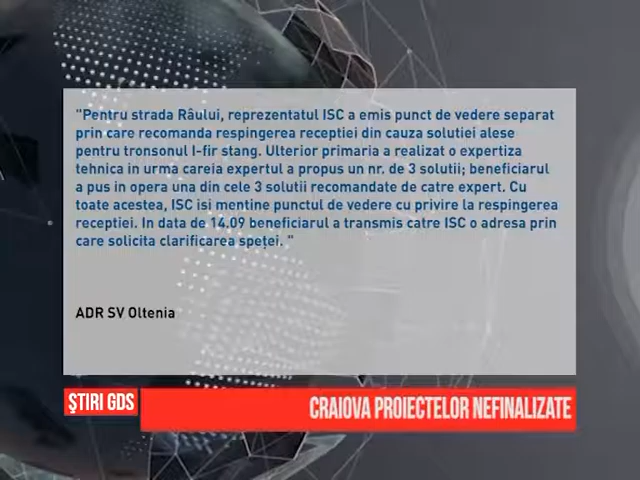 "Pentru strada Râului, reprezentatul ISC a emis punct de vedere separat
prin care recomanda respingerea receptiei din cauza solutiei alese
pentru tronsonul I-fir stang. Ulterior primaria a realizat o expertiza
tehnica in urma careia expertul a propus un nr. de 3 solutii; beneficiarul
a pus in opera una din cele 3 solutii recomandate de catre expert. Cu
toate acestea, ISC isi mentine punctul de vedere cu privire la respingerea
receptiei. In data de 14.09 beneficiarul a transmis catre ISC o adresa prin
care solicita clarificarea speței. "
ADR SV Oltenia
ŞTIRI GDS
CRAIOVA PROIECTELOR NEFINALIZATE